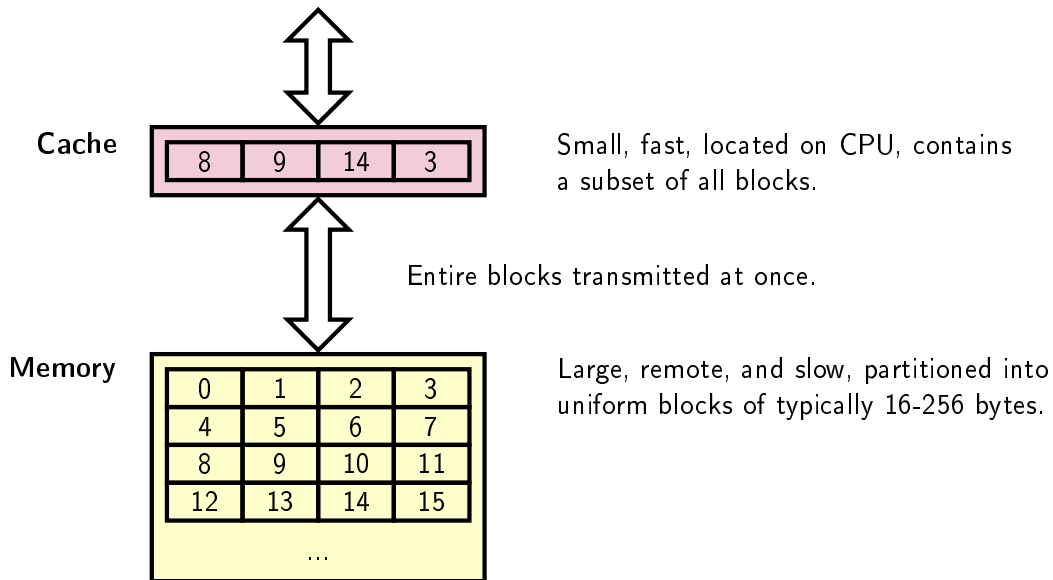 Cache
8 9 14 3
Small, fast, located on CPU, contains
a subset of all blocks.
Entire blocks transmitted at once.
Memory
0 1 2 3
4 5 6 7
8 9 10 11
12 13 14 15
...
Large, remote, and slow, partitioned into
uniform blocks of typically 16-256 bytes.